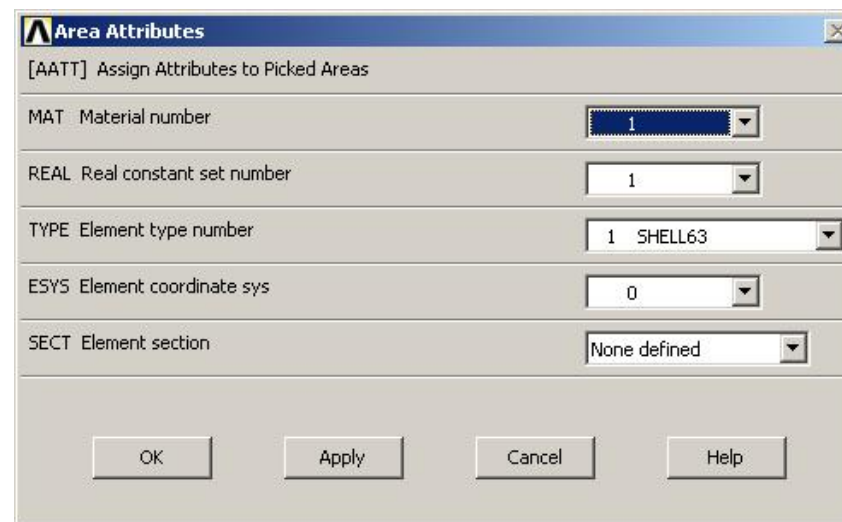 Area Attributes
[AATT] Assign Attributes to Picked Areas
MAT Material number 1
REAL Real constant set number 1
TYPE Element type number 1 SHELL63
ESYS Element coordinate sys 0
SECT Element section None defined
OK Apply Cancel Help